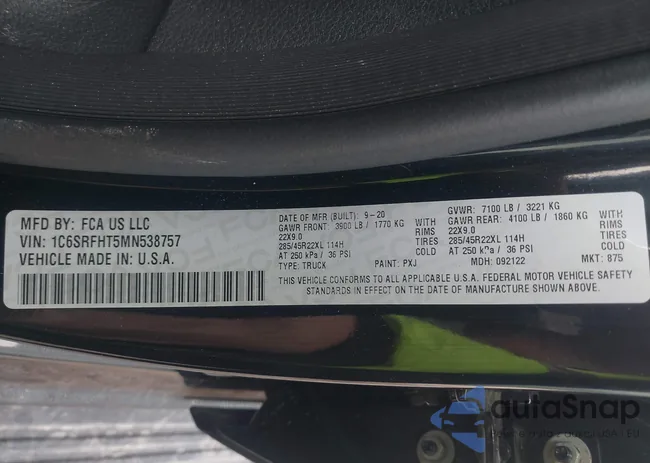 MFD BY: FCA US LLC
VIN: 1C6SRFHT5MN538757
VEHICLE MADE IN: U.S.A.
DATE OF MFR (BUILT): 9-20 GVWR: 7100 LB / 3221 KG
GAWR FRONT: 3900 LB / 1770 KG GAWR REAR: 4100 LB / 1860 KG
22X9.0 RIMS 22X9.0 RIMS
285/45R22XL 114H TIRES 285/45R22XL 114H TIRES
AT 250 kPa / 36 PSI COLD AT 250 kPa / 36 PSI COLD
TYPE: TRUCK PAINT: PXJ MDH: 092122 MKT: 875
THIS VEHICLE CONFORMS TO ALL APPLICABLE U.S.A. FEDERAL MOTOR VEHICLE SAFETY
STANDARDS IN EFFECT ON THE DATE OF MANUFACTURE SHOWN ABOVE.
autoSnap